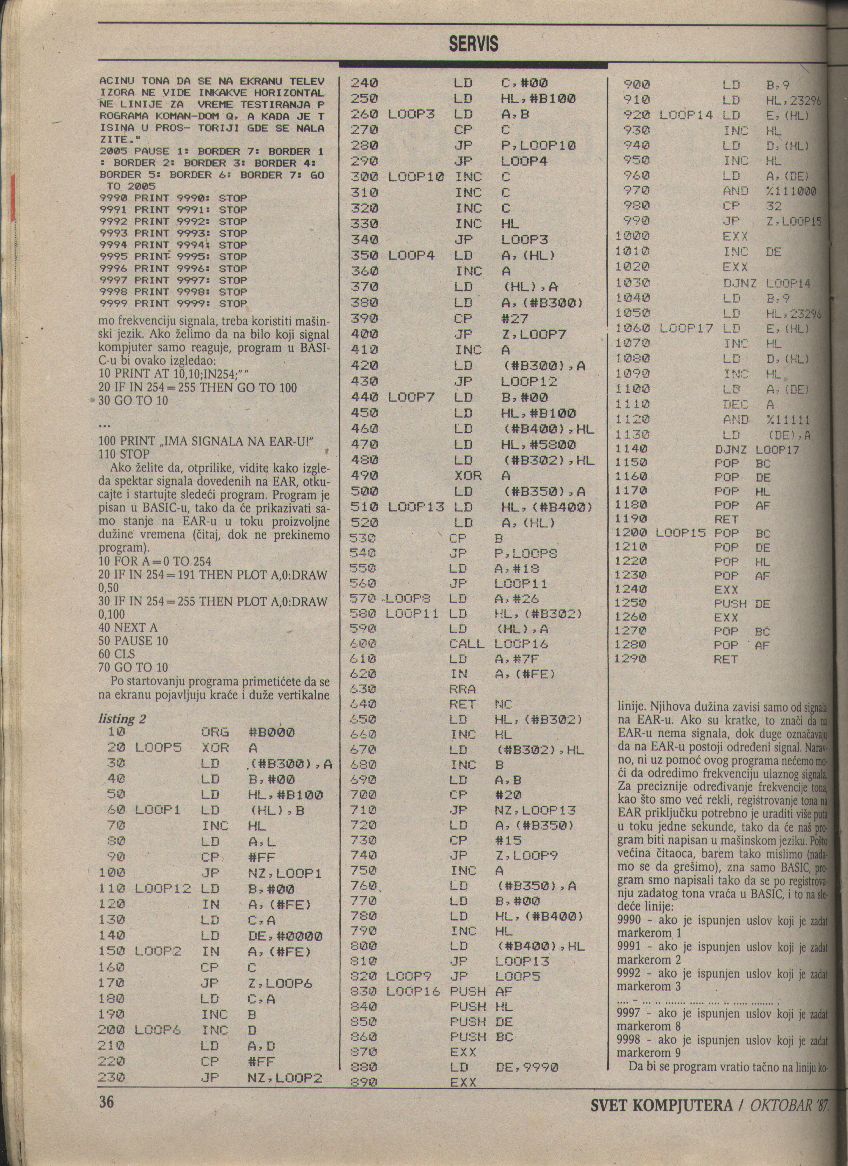 SERVIS
ACINU TONA DA SE NA EKRANU TELEV
IZORA NE VIDE INKAKVE HORIZONTAL
NE LINIJE ZA VREME TESTIRANJA P
ROGRAMA KOMAN-DOM Q, A KADA JE T
ISINA U PROS- TORIJI GDE SE NALA
ZITE."
2005 PAUSE 1: BORDER 7: BORDER 1
: BORDER 2: BORDER 3: BORDER 4:
BORDER 5: BORDER 6: BORDER 7: GO
TO 2005
9990 PRINT 9990: STOP
9991 PRINT 9991: STOP
9992 PRINT 9992: STOP
9993 PRINT 9993: STOP
9994 PRINT 9994: STOP
9995 PRINT 9995: STOP
9996 PRINT 9996: STOP
9997 PRINT 9997: STOP
9998 PRINT 9998: STOP
9999 PRINT 9999: STOP
mo frekvenciju signala, treba koristiti mašin-
ski jezik. Ako želimo da na bilo koji signal
kompjuter samo reaguje, program u BASI-
C-u bi ovako izgledao:
10 PRINT AT 10,10;IN254;""
20 IF IN 254=255 THEN GO TO 100
30 GO TO 10
...
100 PRINT „IMA SIGNALA NA EAR-U!"
110 STOP
Ako želite da, otprilike, vidite kako izgle-
da spektar signala dovedenih na EAR, otku-
cajte i startujte sledeći program. Program je
pisan u BASIC-u, tako da će prikazivati sa-
mo stanje na EAR-u u toku proizvoljne
dužine vremena (čitaj, dok ne prekinemo
program).
10 FOR A=0 TO 254
20 IF IN 254=191 THEN PLOT A,0:DRAW
0,50
30 IF IN 254=255 THEN PLOT A,0:DRAW
0,100
40 NEXT A
50 PAUSE 10
60 CLS
70 GO TO 10
Po startovanju programa primetićete da se
na ekranu pojavljuju kraće i duže vertikalne
listing 2
10 ORG #B000
20 LOOP5 XOR A
30 LD (#B300),A
40 LD B,#00
50 LD HL,#B100
60 LOOP1 LD (HL),B
70 INC HL
80 LD A,L
90 CP #FF
100 JP NZ,LOOP1
110 LOOP12 LD B,#00
120 IN A,(#FE)
130 LD C,A
140 LD DE,#0000
150 LOOP2 IN A,(#FE)
160 CP C
170 JP Z,LOOP6
180 LD C,A
190 INC B
200 LOOP6 INC D
210 LD A,D
220 CP #FF
230 JP NZ,LOOP2
240 LD C,#00
250 LD HL,#B100
260 LOOP3 LD A,B
270 CP C
280 JP P,LOOP10
290 JP LOOP4
300 LOOP10 INC C
310 INC C
320 INC C
330 INC HL
340 JP LOOP3
350 LOOP4 LD A,(HL)
360 INC A
370 LD (HL),A
380 LD A,(#B300)
390 CP #27
400 JP Z,LOOP7
410 INC A
420 LD (#B300),A
430 JP LOOP12
440 LOOP7 LD B,#00
450 LD HL,#B100
460 LD (#B400),HL
470 LD HL,#5800
480 LD (#B302),HL
490 XOR A
500 LD (#B350),A
510 LOOP13 LD HL,(#B400)
520 LD A,(HL)
530 CP B
540 JP P,LOOP8
550 LD A,#18
560 JP LOOP11
570 LOOP8 LD A,#26
580 LOOP11 LD HL,(#B302)
590 LD (HL),A
600 CALL LOOP16
610 LD A,#7F
620 IN A,(#FE)
630 RRA
640 RET NC
650 LD HL,(#B302)
660 INC HL
670 LD (#B302),HL
680 INC B
690 LD A,B
700 CP #20
710 JP NZ,LOOP13
720 LD A,(#B350)
730 CP #15
740 JP Z,LOOP9
750 INC A
760 LD (#B350),A
770 LD B,#00
780 LD HL,(#B400)
790 INC HL
800 LD (#B400),HL
810 JP LOOP13
820 LOOP9 JP LOOP5
830 LOOP16 PUSH AF
840 PUSH HL
850 PUSH DE
860 PUSH BC
870 EXX
880 LD DE,9990
890 EXX
900 LD B,9
910 LD HL,23296
920 LOOP14 LD E,(HL)
930 INC HL
940 LD D,(HL)
950 INC HL
960 LD A,(DE)
970 AND %111000
980 CP 32
990 JP Z,LOOP15
1000 EXX
1010 INC DE
1020 EXX
1030 DJNZ LOOP14
1040 LD B,9
1050 LD HL,23296
1060 LOOP17 LD E,(HL)
1070 INC HL
1080 LD D,(HL)
1090 INC HL
1100 LD A,(DE)
1110 DEC A
1120 AND %11111
1130 LD (DE),A
1140 DJNZ LOOP17
1150 POP BC
1160 POP DE
1170 POP HL
1180 POP AF
1190 RET
1200 LOOP15 POP BC
1210 POP DE
1220 POP HL
1230 POP AF
1240 EXX
1250 PUSH DE
1260 EXX
1270 POP BC
1280 POP AF
1290 RET
linije. Njihova dužina zavisi samo od signala
na EAR-u. Ako su kratke, to znači da na
EAR-u nema signala, dok duge označavaju
da na EAR-u postoji određeni signal. Narav-
no, ni uz pomoć ovog programa nećemo mo-
ći da odredimo frekvenciju ulaznog signala.
Za preciznije određivanje frekvencije tona,
kao što smo već rekli, registrovanje tona na
EAR priključku potrebno je uraditi više puta
u toku jedne sekunde, tako da će naš pro-
gram biti napisan u mašinskom jeziku. Pošto
većina čitaoca, barem tako mislimo (nada-
mo se da grešimo), zna samo BASIC, pro-
gram smo napisali tako da se po registrova-
nju zadatog tona vraća u BASIC, i to na sle-
deće linije:
9990 - ako je ispunjen uslov koji je zadat
markerom 1
9991 - ako je ispunjen uslov koji je zadat
markerom 2
9992 - ako je ispunjen uslov koji je zadat
markerom 3
.... - ... .. ....... ..... .... .. ..... ........ .
9997 - ako je ispunjen uslov koji je zadat
markerom 8
9998 - ako je ispunjen uslov koji je zadat
markerom 9
Da bi se program vratio tačno na liniju ko-
36
SVET KOMPJUTERA / OKTOBAR '87.